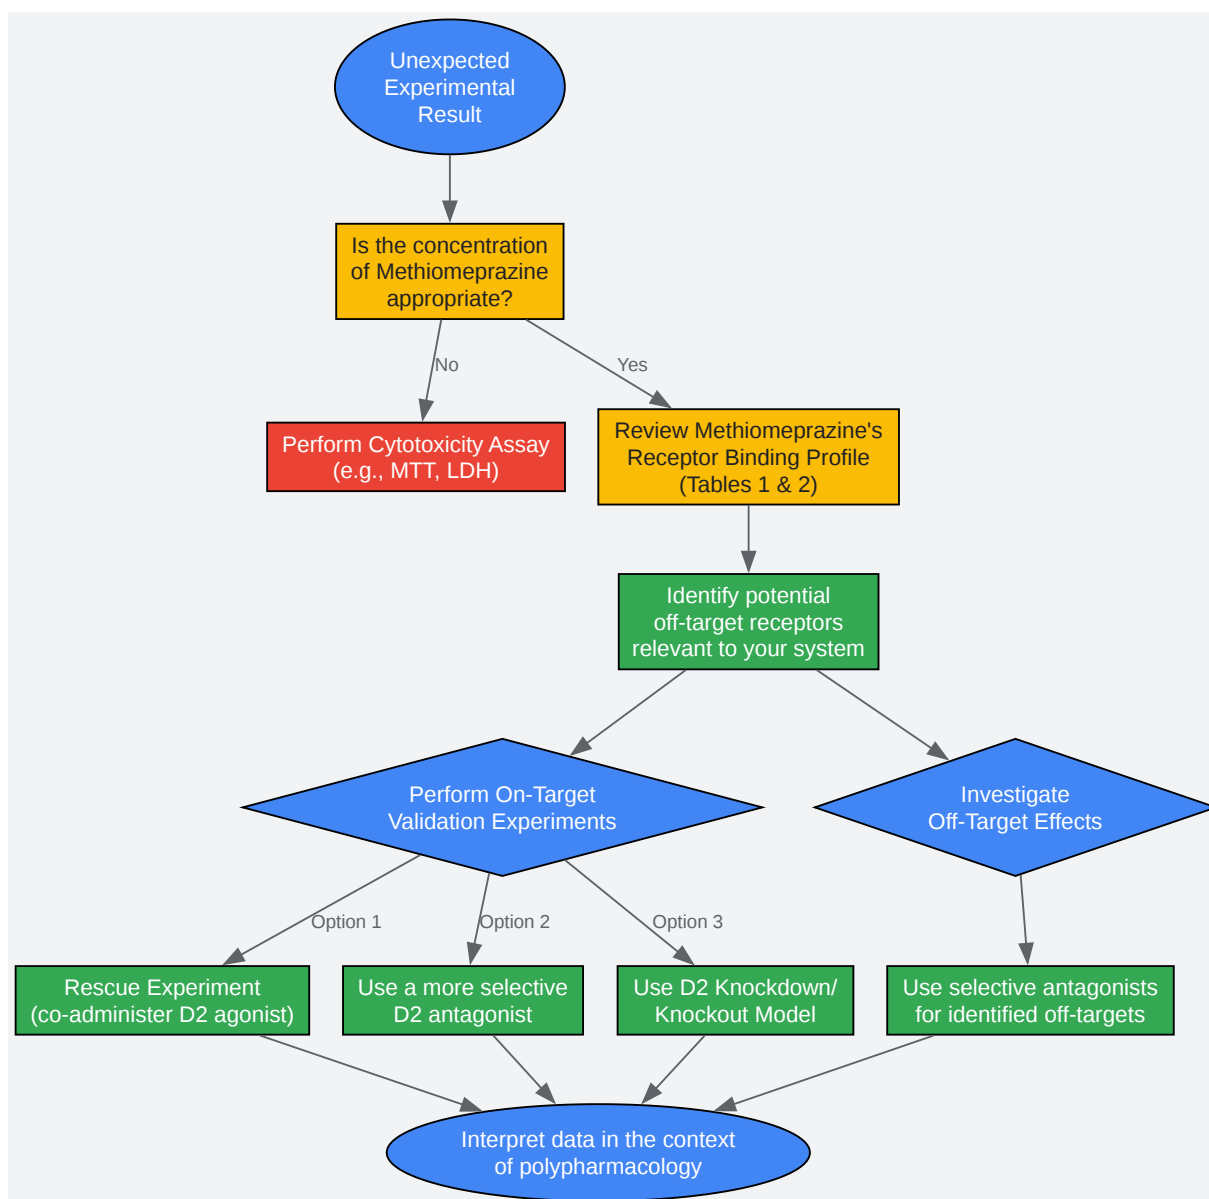 Unexpected
Experimental
Result
Is the concentration
of Methiomeprazine
appropriate?
No
Yes
Perform Cytotoxicity Assay
(e.g., MTT, LDH)
Review Methiomeprazine's
Receptor Binding Profile
(Tables 1 & 2)
Identify potential
off-target receptors
relevant to your system
Perform On-Target
Validation Experiments
Investigate
Off-Target Effects
Option 1
Option 2
Option 3
Rescue Experiment
(co-administer D2 agonist)
Use a more selective
D2 antagonist
Use D2 Knockdown/
Knockout Model
Use selective antagonists
for identified off-targets
Interpret data in the context
of polypharmacology